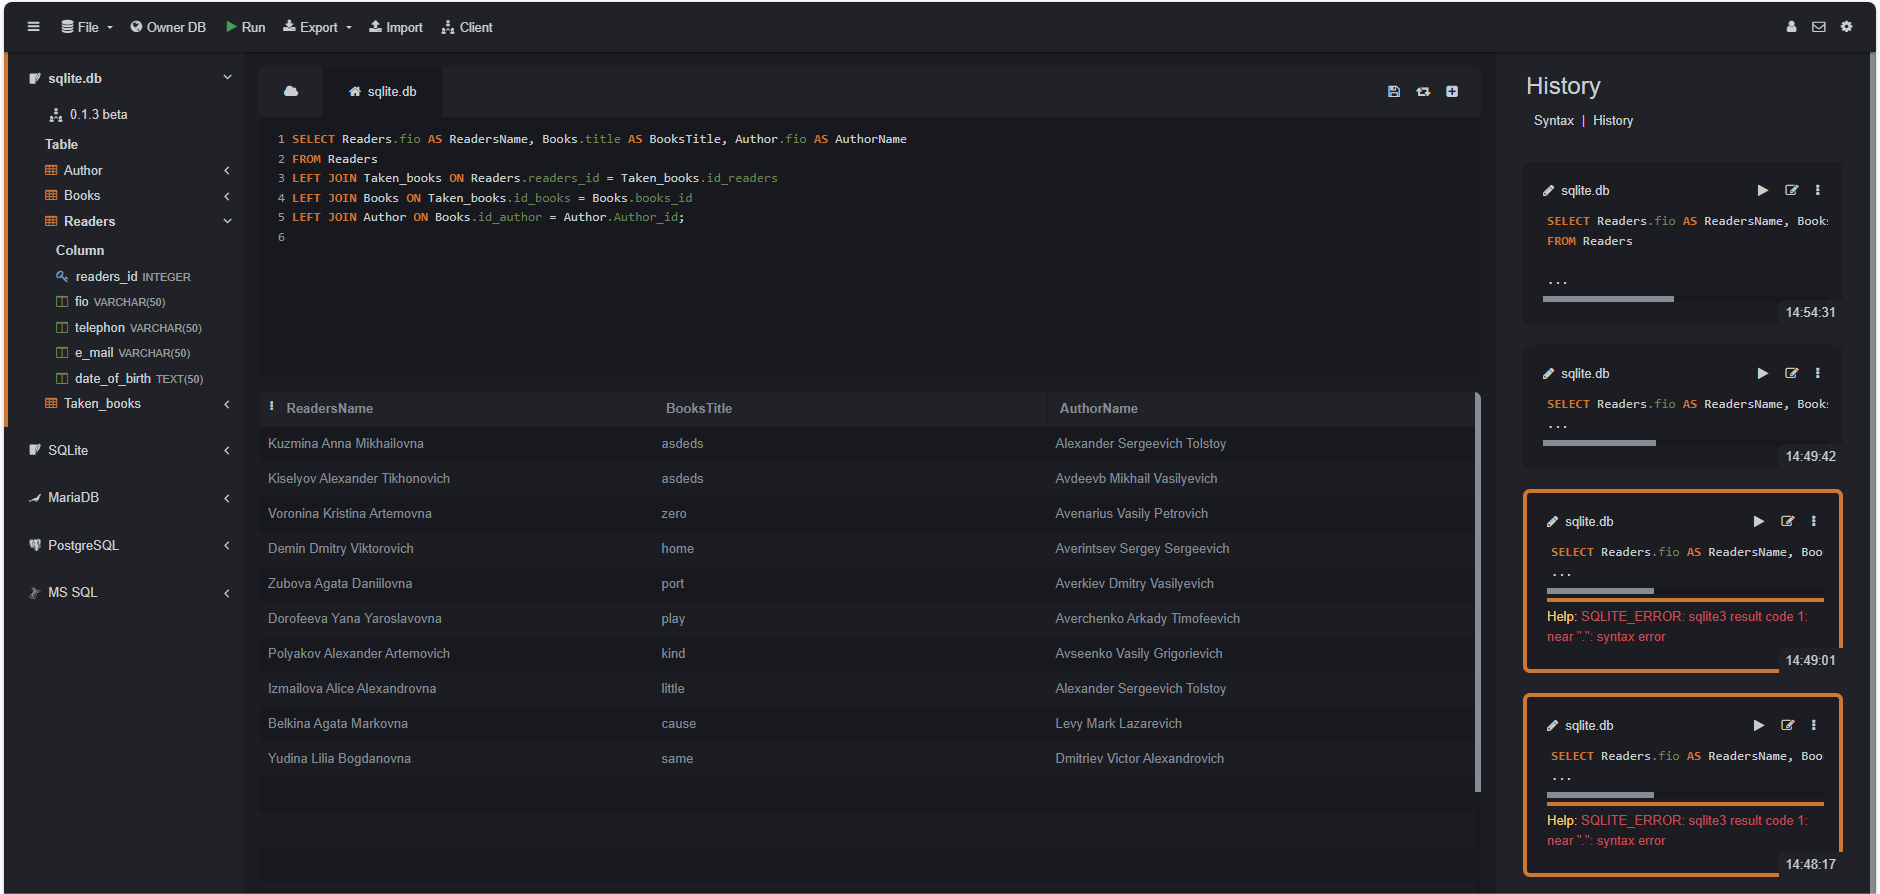 File Owner DB Run Export Import Client
sqlite.db
0.1.3 beta
Table
Author
Books
Readers
Column
readers_id INTEGER
fio VARCHAR(50)
telephon VARCHAR(50)
e_mail VARCHAR(50)
date_of_birth TEXT(50)
Taken_books
SQLite
MariaDB
PostgreSQL
MS SQL
sqlite.db
1 SELECT Readers.fio AS ReadersName, Books.title AS BooksTitle, Author.fio AS AuthorName
2 FROM Readers
3 LEFT JOIN Taken_books ON Readers.readers_id = Taken_books.id_readers
4 LEFT JOIN Books ON Taken_books.id_books = Books.books_id
5 LEFT JOIN Author ON Books.id_author = Author.Author_id;
6
ReadersName BooksTitle AuthorName
Kuzmina Anna Mikhailovna asdeds Alexander Sergeevich Tolstoy
Kiselyov Alexander Tikhonovich asdeds Avdeevb Mikhail Vasilyevich
Voronina Kristina Artemovna zero Avenarius Vasily Petrovich
Demin Dmitry Viktorovich home Averintsev Sergey Sergeevich
Zubova Agata Daniilovna port Averkiev Dmitry Vasilyevich
Dorofeeva Yana Yaroslavovna play Averchenko Arkady Timofeevich
Polyakov Alexander Artemovich kind Avseenko Vasily Grigorievich
Izmailova Alice Alexandrovna little Alexander Sergeevich Tolstoy
Belkina Agata Markovna cause Levy Mark Lazarevich
Yudina Lilia Bogdanovna same Dmitriev Victor Alexandrovich
History
Syntax | History
sqlite.db
SELECT Readers.fio AS ReadersName, Books
FROM Readers
...
14:54:31
sqlite.db
SELECT Readers.fio AS ReadersName, Books
...
14:49:42
sqlite.db
SELECT Readers.fio AS ReadersName, Boo
...
Help: SQLITE_ERROR: sqlite3 result code 1:
near ".": syntax error
14:49:01
sqlite.db
SELECT Readers.fio AS ReadersName, Boo
...
Help: SQLITE_ERROR: sqlite3 result code 1:
near ".": syntax error
14:48:17